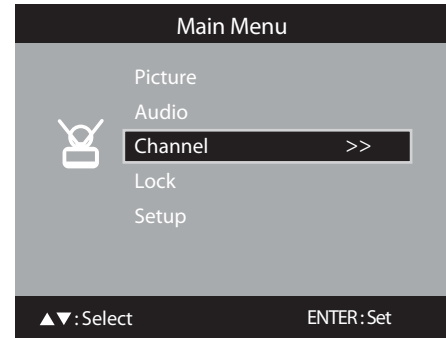 Main Menu
Picture
Audio
Channel >>
Lock
Setup
▲▼: Select ENTER: Set